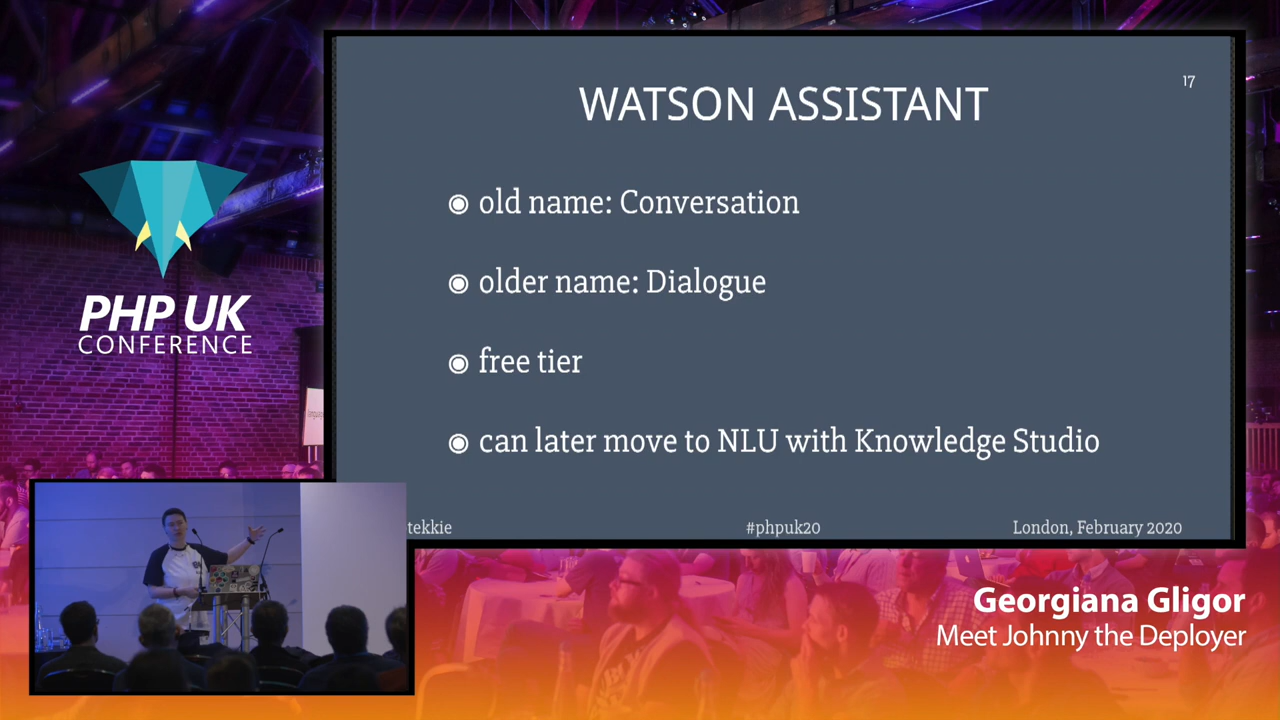 17
WATSON ASSISTANT
old name: Conversation
older name: Dialogue
free tier
can later move to NLU with Knowledge Studio
tekkie
#phpuk20
London, February 2020
PHP UK
CONFERENCE
Georgiana Gligor
Meet Johnny the Deployer